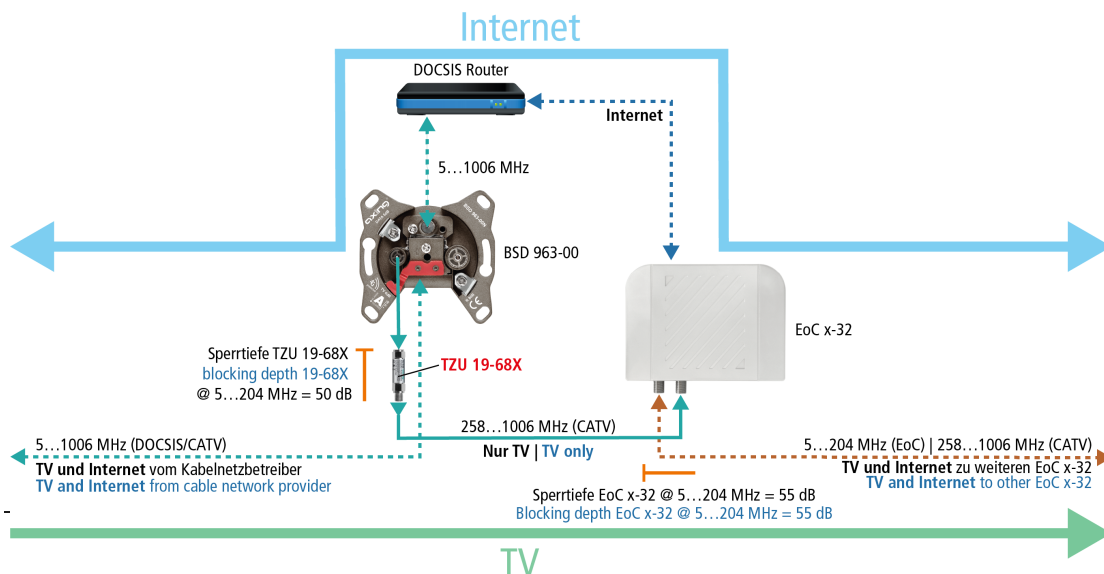 Internet
DOCSIS Router
Internet
5…1006 MHz
axing
BSD 963-00N
BSD 963-00
EoC x-32
Sperrtiefe TZU 19-68X
blocking depth 19-68X
@ 5…204 MHz = 50 dB
TZU 19-68X
258…1006 MHz (CATV)
Nur TV | TV only
5…1006 MHz (DOCSIS/CATV)
TV und Internet vom Kabelnetzbetreiber
TV and Internet from cable network provider
5…204 MHz (EoC) | 258…1006 MHz (CATV)
TV und Internet zu weiteren EoC x-32
TV and Internet to other EoC x-32
Sperrtiefe EoC x-32 @ 5…204 MHz = 55 dB
Blocking depth EoC x-32 @ 5…204 MHz = 55 dB
TV